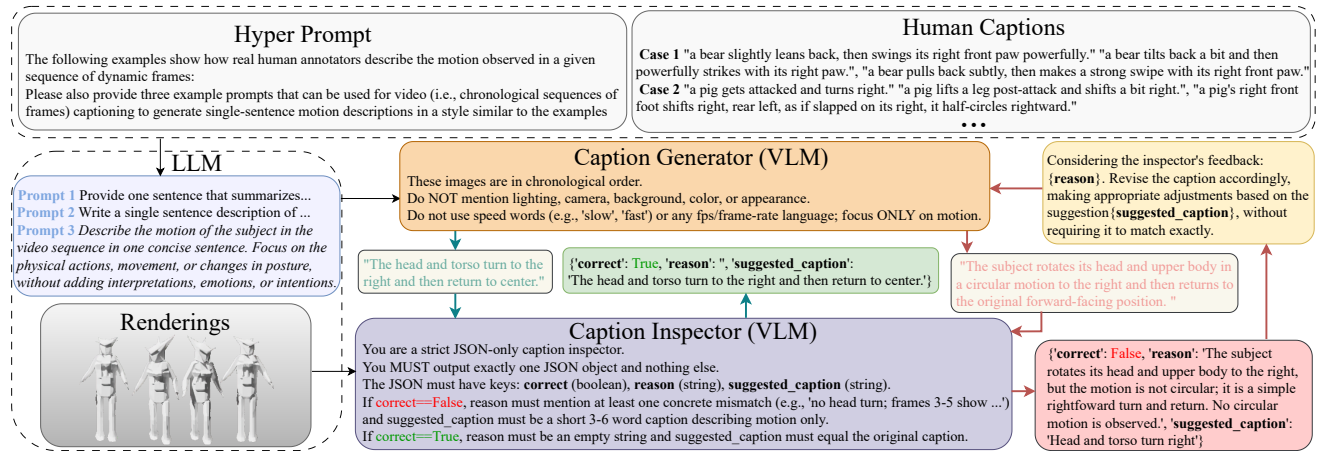 Hyper Prompt
The following examples show how real human annotators describe the motion observed in a given
sequence of dynamic frames:
Please also provide three example prompts that can be used for video (i.e., chronological sequences of
frames) captioning to generate single-sentence motion descriptions in a style similar to the examples
Human Captions
Case 1 "a bear slightly leans back, then swings its right front paw powerfully." "a bear tilts back a bit and then
powerfully strikes with its right paw.", "a bear pulls back subtly, then makes a strong swipe with its right front paw."
Case 2 "a pig gets attacked and turns right." "a pig lifts a leg post-attack and shifts a bit right.", "a pig's right front
foot shifts right, rear left, as if slapped on its right, it half-circles rightward."
•••
LLM
Prompt 1 Provide one sentence that summarizes...
Prompt 2 Write a single sentence description of ...
Prompt 3 Describe the motion of the subject in the
video sequence in one concise sentence. Focus on the
physical actions, movement, or changes in posture,
without adding interpretations, emotions, or intentions.
Renderings
Caption Generator (VLM)
These images are in chronological order.
Do NOT mention lighting, camera, background, color, or appearance.
Do not use speed words (e.g., 'slow', 'fast') or any fps/frame-rate language; focus ONLY on motion.
Considering the inspector's feedback:
{reason}. Revise the caption accordingly,
making appropriate adjustments based on the
suggestion{suggested_caption}, without
requiring it to match exactly.
"The head and torso turn to the
right and then return to center."
{'correct': True, 'reason': '', 'suggested_caption':
'The head and torso turn to the right and then return to center.'}
"The subject rotates its head and upper body in
a circular motion to the right and then returns to
the original forward-facing position. "
Caption Inspector (VLM)
You are a strict JSON-only caption inspector.
You MUST output exactly one JSON object and nothing else.
The JSON must have keys: correct (boolean), reason (string), suggested_caption (string).
If correct==False, reason must mention at least one concrete mismatch (e.g., 'no head turn; frames 3-5 show ...')
and suggested_caption must be a short 3-6 word caption describing motion only.
If correct==True, reason must be an empty string and suggested_caption must equal the original caption.
{'correct': False, 'reason': 'The subject
rotates its head and upper body to the right,
but the motion is not circular; it is a simple
rightfoward turn and return. No circular
motion is observed.', 'suggested_caption':
'Head and torso turn right'}